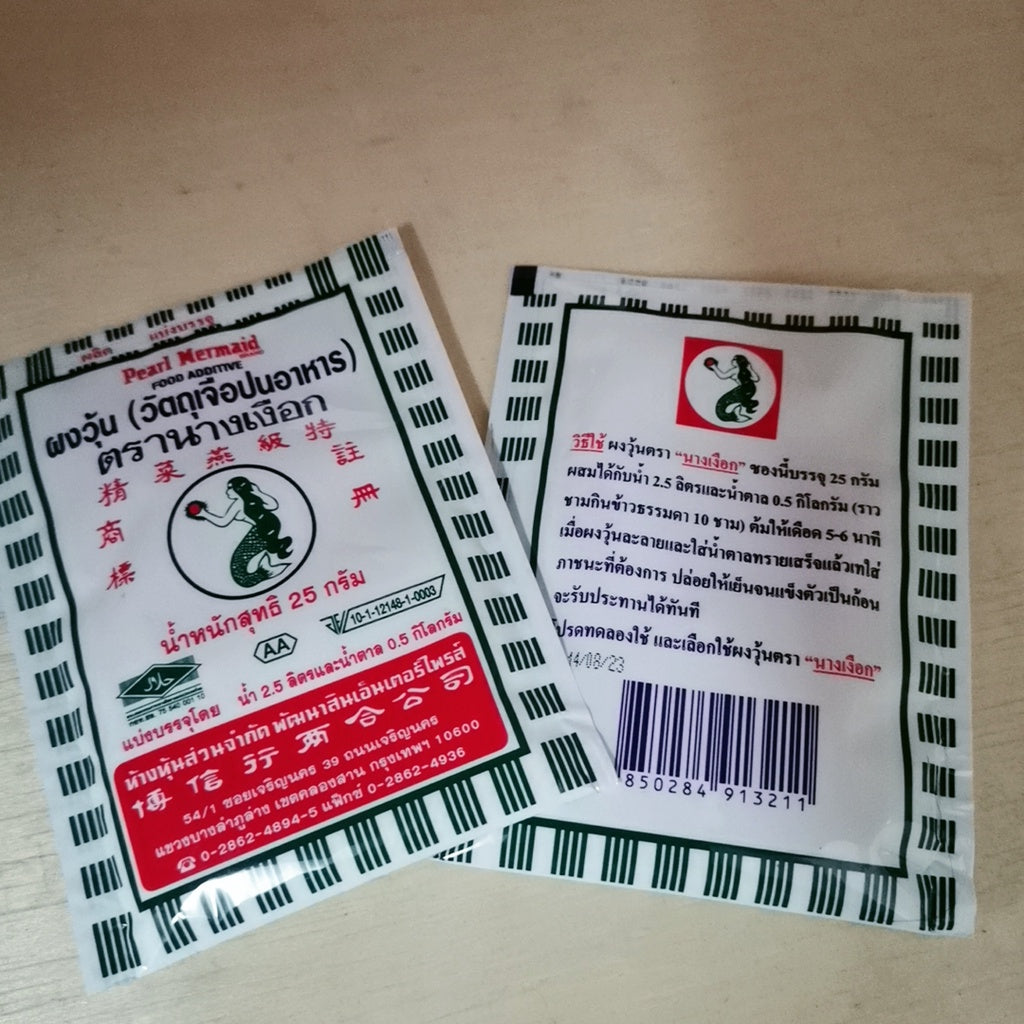 ผลิต แบ่งบรรจุ
Pearl Mermaid
BRAND
FOOD ADDITIVE
ผงวุ้น (วัตถุเจือปนอาหาร)
ตรานางเงือก
精菜燕級特
商標 註冊
น้ำหนักสุทธิ 25 กรัม
AA
10-1-12148-1-0003
น้ำ 2.5 ลิตรและน้ำตาล 0.5 กิโลกรัม
แบ่งบรรจุโดย
ห้างหุ้นส่วนจำกัด พัฒนาสินเอ็นเตอร์ไพรส์
博信行兩合公司
54/1 ซอยเจริญนคร 39 ถนนเจริญนคร
แขวงบางลำภูล่าง เขตคลองสาน กรุงเทพฯ 10600
☎ 0-2862-4894-5 แฟ็กซ์ 0-2862-4936
วิธีใช้ ผงวุ้นตรา “นางเงือก” ซองนี้บรรจุ 25 กรัม
ผสมได้กับน้ำ 2.5 ลิตรและน้ำตาล 0.5 กิโลกรัม (ราว
ชามกินข้าวธรรมดา 10 ชาม) ต้มให้เดือด 5-6 นาที
เมื่อผงวุ้นละลายและใส่น้ำตาลทรายเสร็จแล้วเทใส่
ภาชนะที่ต้องการ ปล่อยให้เย็นจนแข็งตัวเป็นก้อน
จะรับประทานได้ทันที
โปรดทดลองใช้ และเลือกใช้ผงวุ้นตรา “นางเงือก”
14/08/23
850284 913211